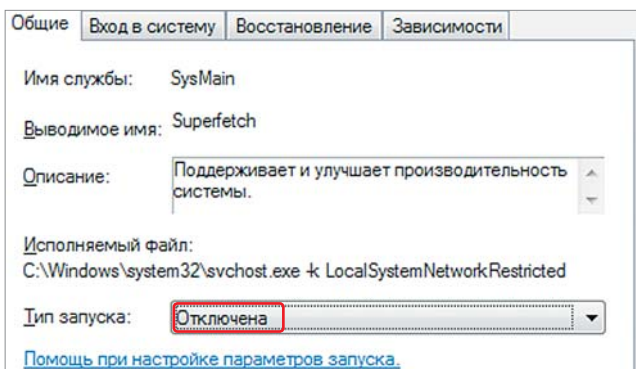 Общие Вход в систему Восстановление Зависимости
Имя службы: SysMain
Выводимое имя: Superfetch
Описание: Поддерживает и улучшает производительность
системы.
Исполняемый файл:
C:\Windows\system32\svchost.exe -k LocalSystemNetworkRestricted
Тип запуска: Отключена
Помощь при настройке параметров запуска.